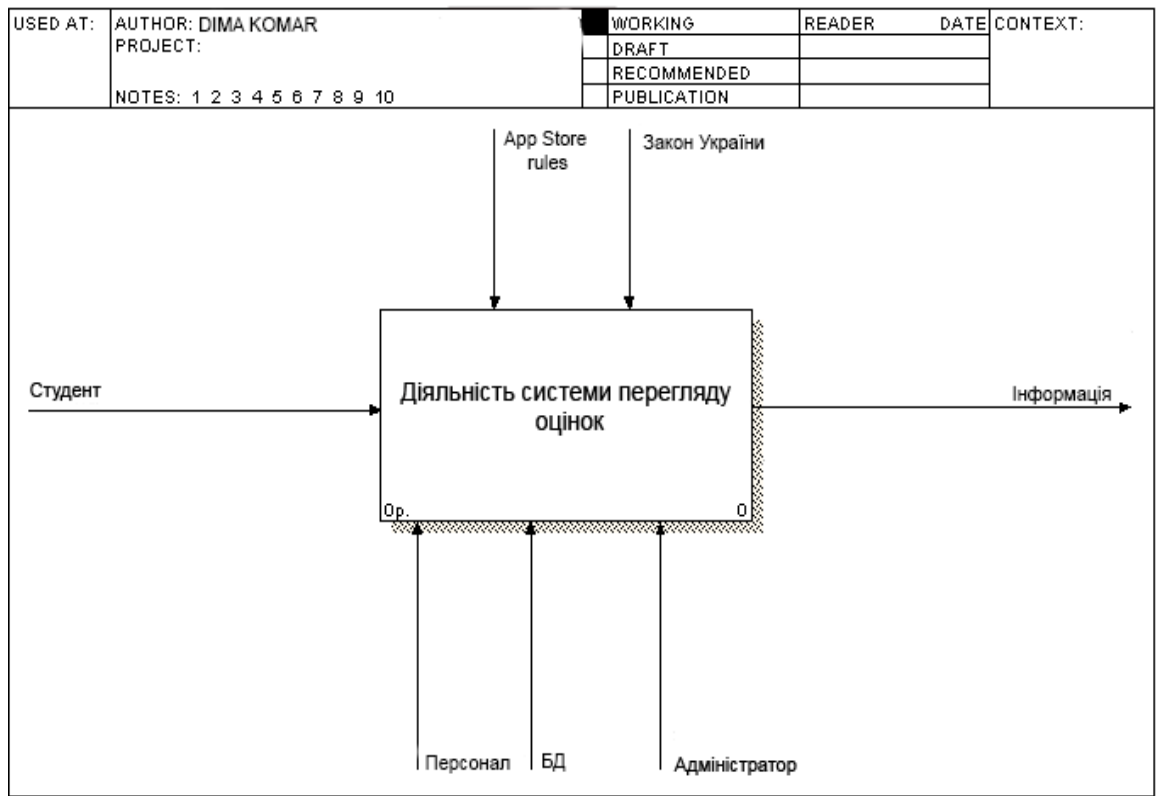 USED AT:
AUTHOR: DIMA KOMAR
PROJECT:
NOTES: 1 2 3 4 5 6 7 8 9 10
WORKING
DRAFT
RECOMMENDED
PUBLICATION
READER DATE
CONTEXT:
App Store
rules
Закон України
Студент
Діяльність системи перегляду
оцінок
0р.
0
Інформація
Персонал
БД
Адміністратор